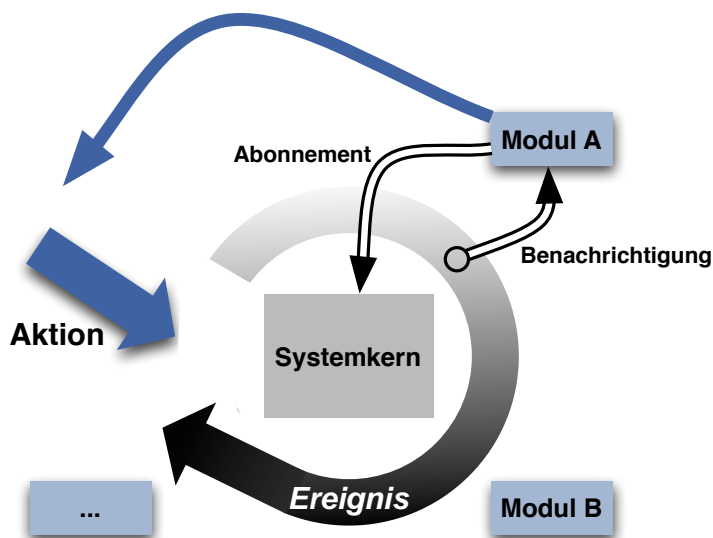 Modul A
Abonnement
Benachrichtigung
Aktion
Systemkern
Ereignis
...
Modul B